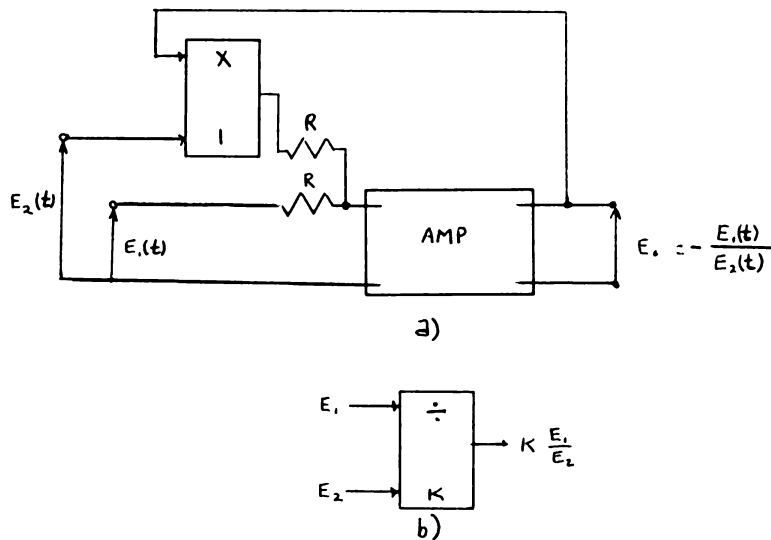 X
1
R
R
E₂(t)
E₁(t)
AMP
E₀ = - E₁(t) / E₂(t)
a)
E₁
÷
K E₁ / E₂
E₂
K
b)